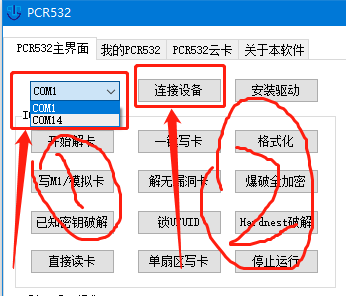 PCR532
PCR532主界面 我的PCR532 PCR532云卡 关于本软件
COM1 连接设备 安装驱动
COM1
COM14
开始解卡 一键写卡 格式化
写M1/模拟卡 解无漏洞卡 爆破全加密
已知密钥破解 锁UFUID Hardnest破解
直接读卡 单扇区写卡 停止运行